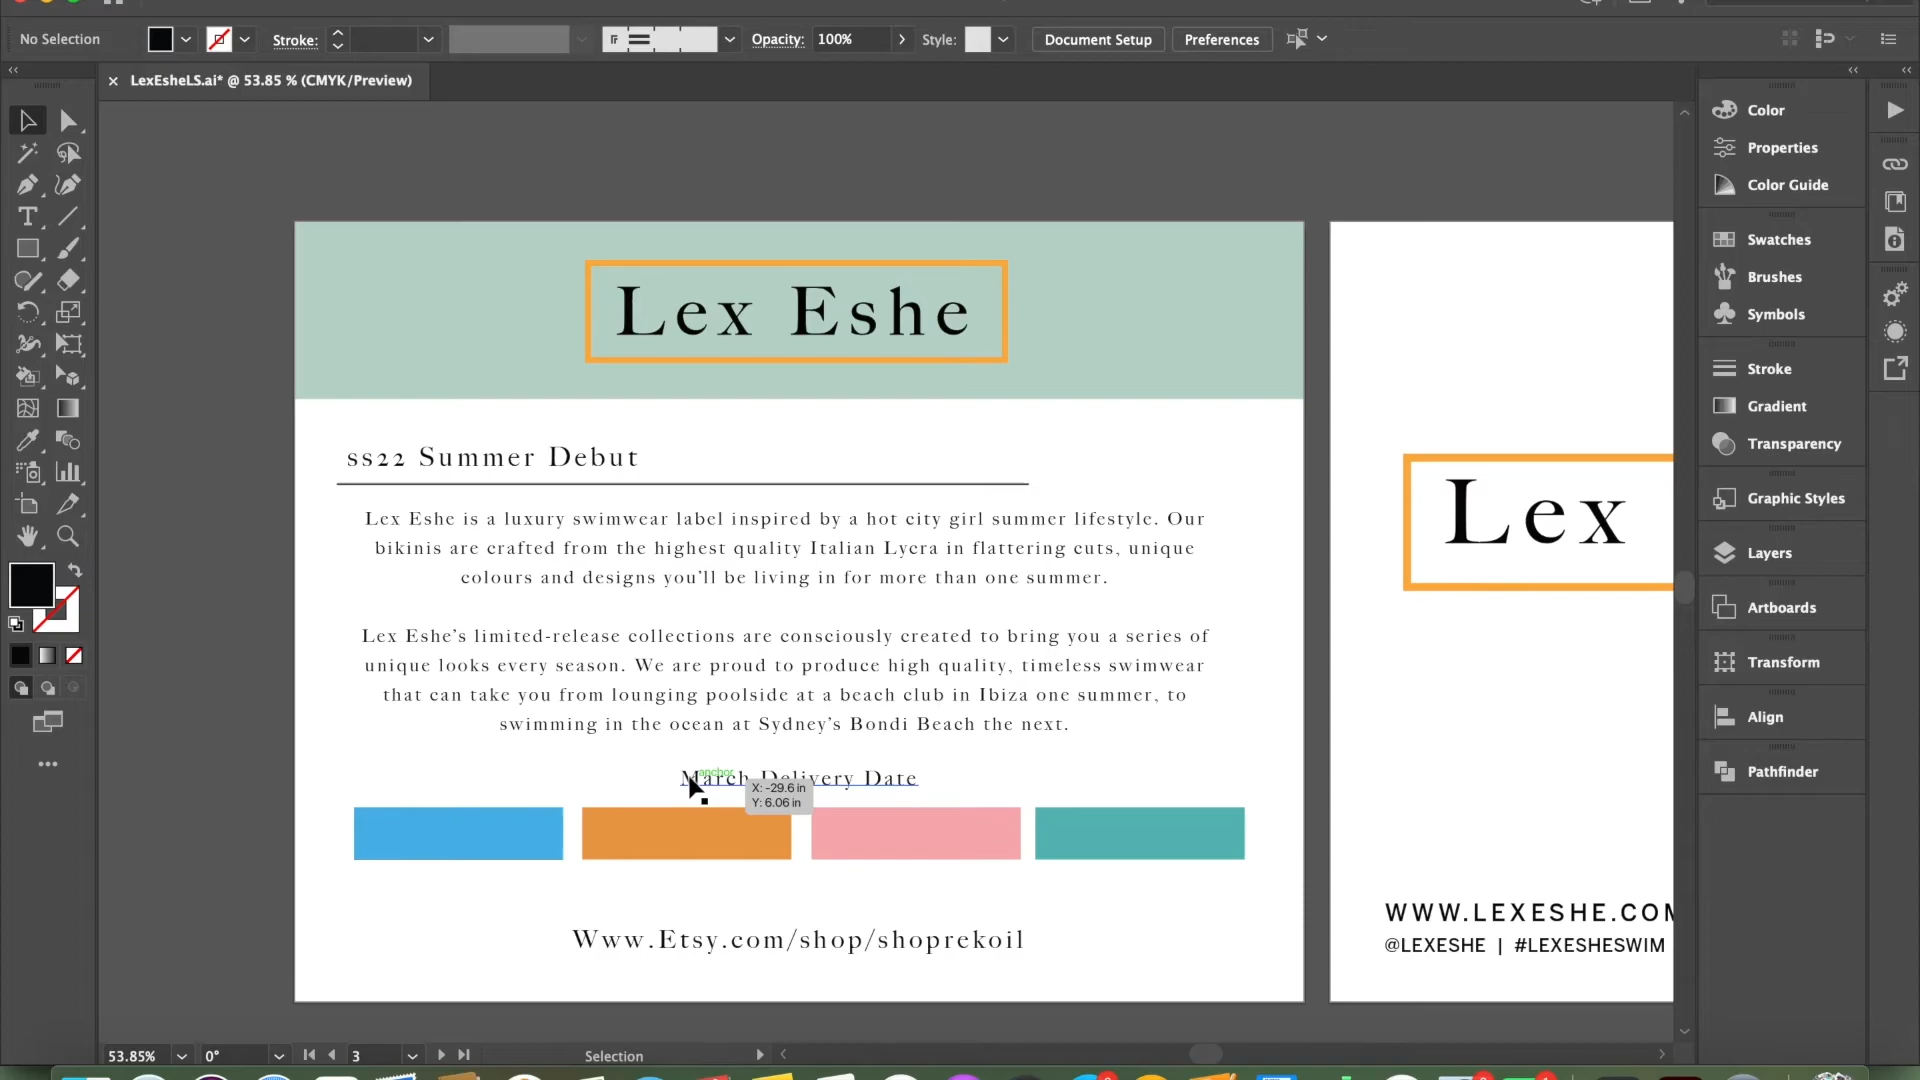 No Selection
Stroke:
Opacity:
100%
Style:
Document Setup
Preferences
LexEsheLS.ai* @ 53.85 % (CMYK/Preview)
Lex Eshe
ss22 Summer Debut
Lex Eshe is a luxury swimwear label inspired by a hot city girl summer lifestyle. Our
bikinis are crafted from the highest quality Italian Lycra in flattering cuts, unique
colours and designs you'll be living in for more than one summer.
Lex Eshe's limited-release collections are consciously created to bring you a series of
unique looks every season. We are proud to produce high quality, timeless swimwear
that can take you from lounging poolside at a beach club in Ibiza one summer, to
swimming in the ocean at Sydney's Bondi Beach the next.
March Delivery Date
anchor
X: -29.6 in
Y: 6.06 in
Www.Etsy.com/shop/shoprekoil
Lex
WWW.LEXESHE.COM
@LEXESHE | #LEXESHESWIM
Color
Properties
Color Guide
Swatches
Brushes
Symbols
Stroke
Gradient
Transparency
Graphic Styles
Layers
Artboards
Transform
Align
Pathfinder
53.85%
0°
3
Selection